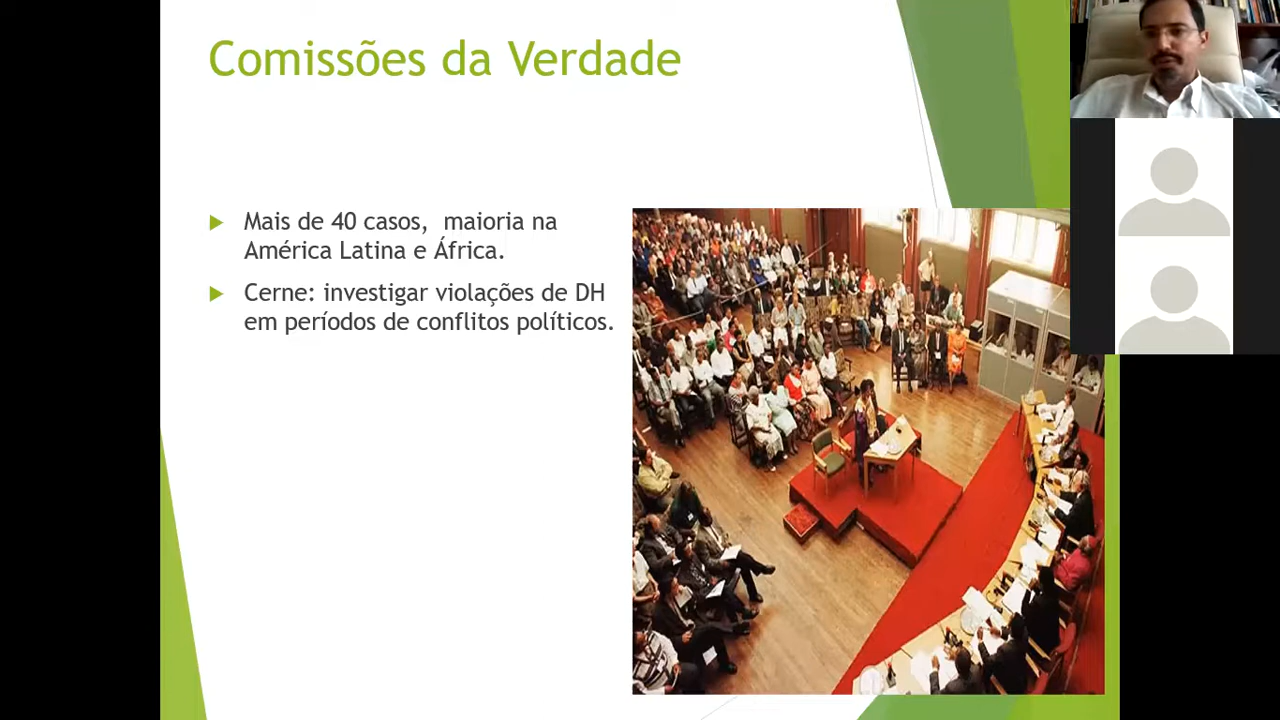 Comissões da Verdade
Mais de 40 casos,  maioria na
América Latina e África.
Cerne: investigar violações de DH
em períodos de conflitos políticos.